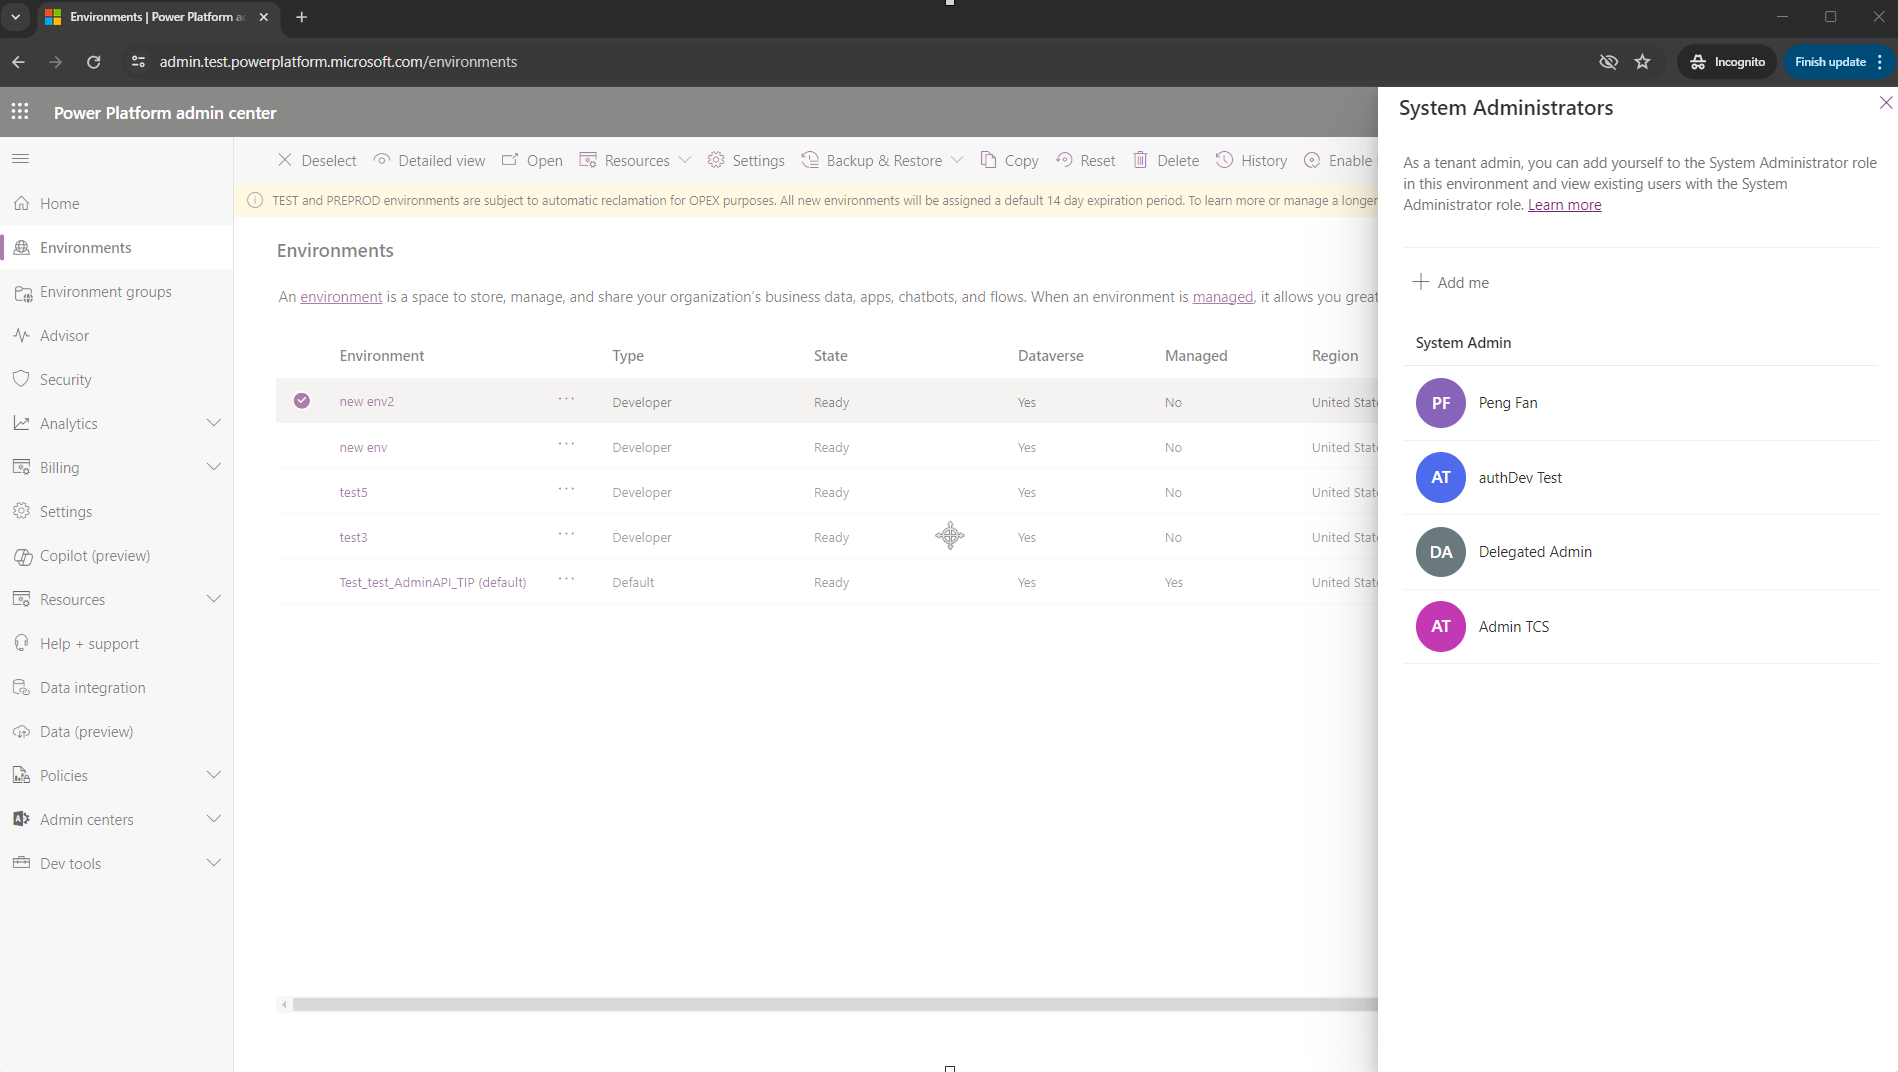 Environments | Power Platform a
admin.test.powerplatform.microsoft.com/environments
Incognito
Finish update
Power Platform admin center
Home
Environments
Environment groups
Advisor
Security
Analytics
Billing
Settings
Copilot (preview)
Resources
Help + support
Data integration
Data (preview)
Policies
Admin centers
Dev tools
Deselect Detailed view Open Resources Settings Backup & Restore Copy Reset Delete History Enable
TEST and PREPROD environments are subject to automatic reclamation for OPEX purposes. All new environments will be assigned a default 14 day expiration period. To learn more or manage a longer
Environments
An environment is a space to store, manage, and share your organization's business data, apps, chatbots, and flows. When an environment is managed, it allows you great
Environment Type State Dataverse Managed Region
new env2 ··· Developer Ready Yes No United State
new env ··· Developer Ready Yes No United State
test5 ··· Developer Ready Yes No United State
test3 ··· Developer Ready Yes No United State
Test_test_AdminAPI_TIP (default) ··· Default Ready Yes Yes United State
System Administrators
As a tenant admin, you can add yourself to the System Administrator role
in this environment and view existing users with the System
Administrator role. Learn more
Add me
System Admin
PF Peng Fan
AT authDev Test
DA Delegated Admin
AT Admin TCS